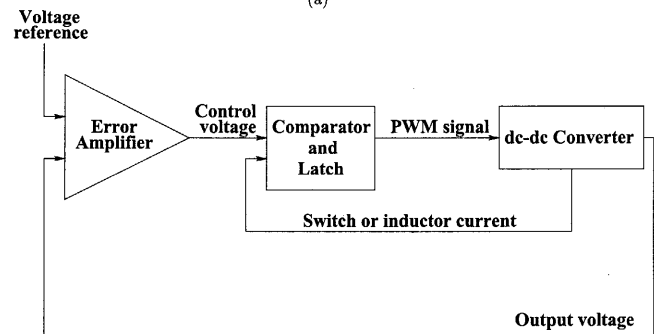 (a)
Voltage
reference
Error
Amplifier
Control
voltage
Comparator
and
Latch
PWM signal
dc-dc Converter
Switch or inductor current
Output voltage